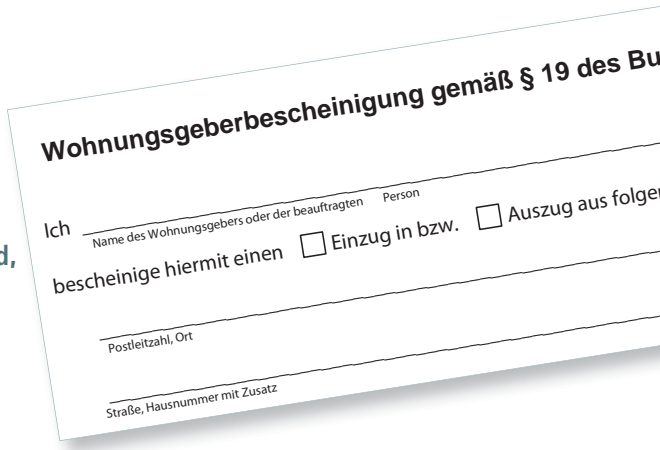 Wohnungsgeberbescheinigung gemäß § 19 des Bu
Ich
Name des Wohnungsgebers oder der beauftragten Person
d,
bescheinige hiermit einen Einzug in bzw. Auszug aus folgen
Postleitzahl, Ort
Straße, Hausnummer mit Zusatz